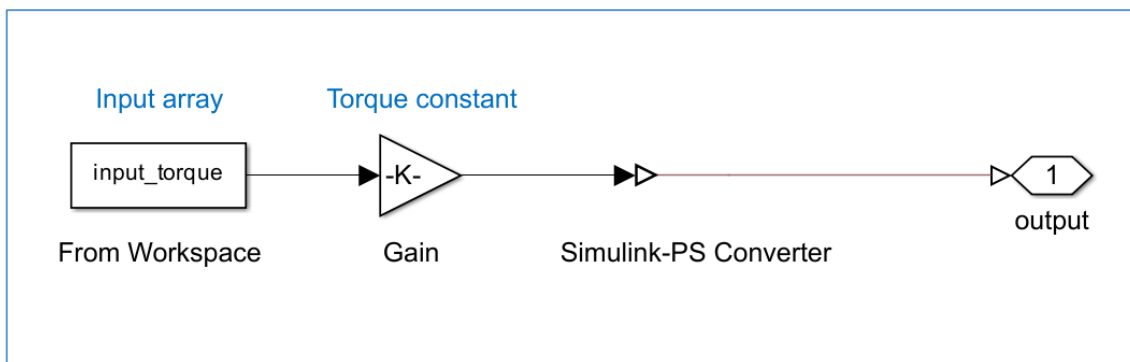 Input array
Torque constant
input_torque
-K-
1
output
From Workspace
Gain
Simulink-PS Converter